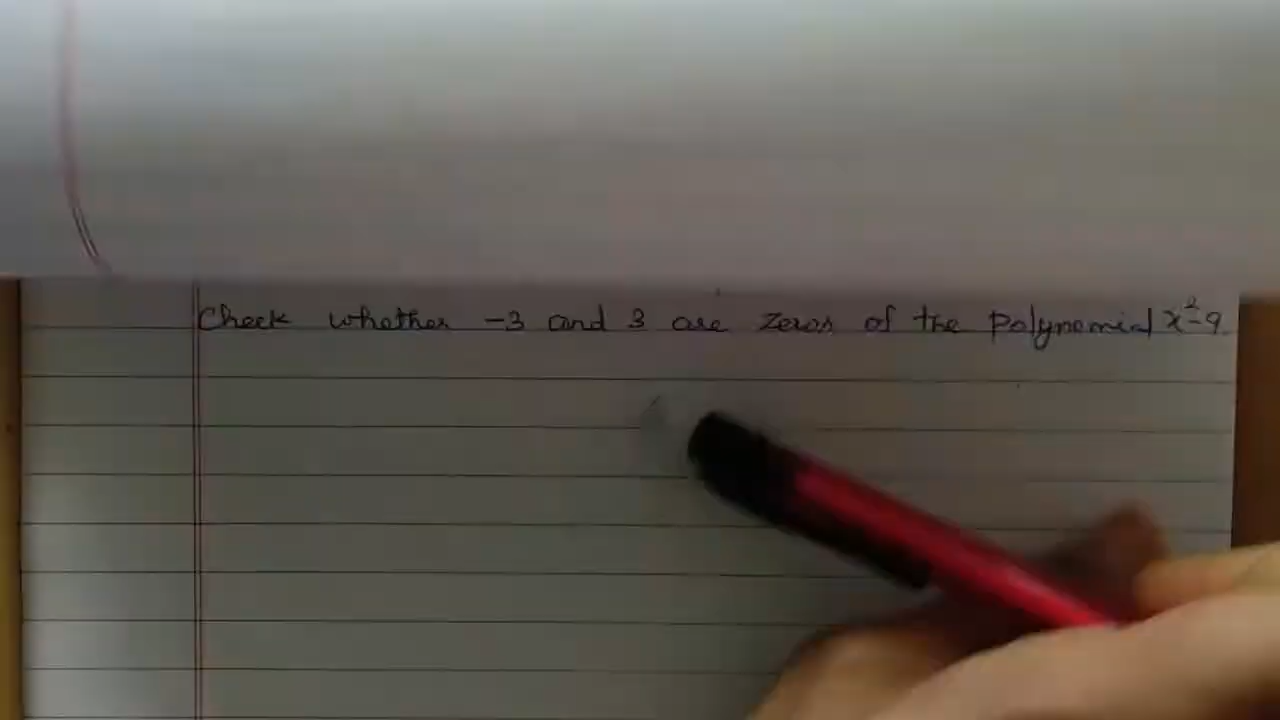 Check whether -3 and 3 are zeros of the polynomial x²-9